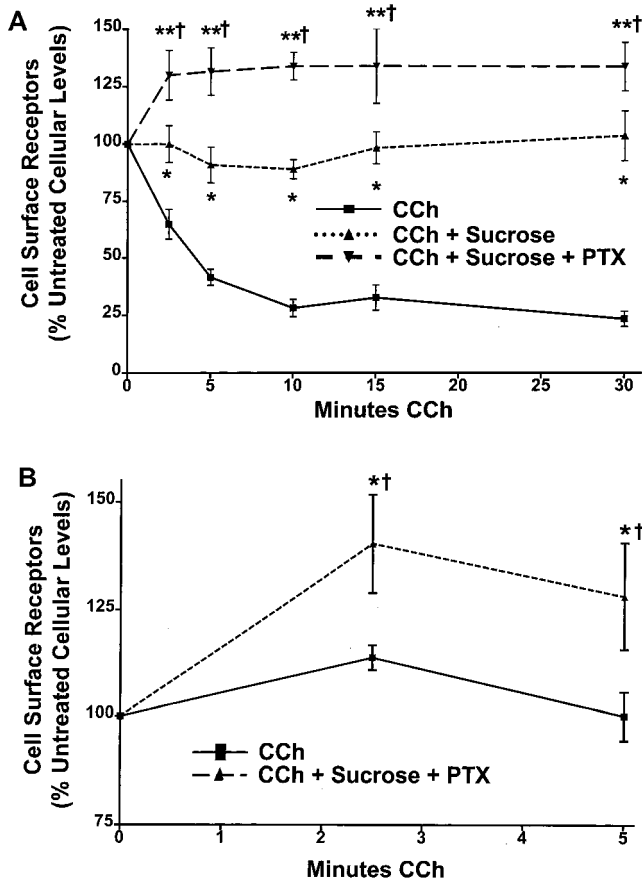 A
Cell Surface Receptors
(% Untreated Cellular Levels)
150
125
100
75
50
25
0
**† **† **† **† **†
* * * * *
CCh
CCh + Sucrose
CCh + Sucrose + PTX
0 5 10 15 20 25 30
Minutes CCh
B
Cell Surface Receptors
(% Untreated Cellular Levels)
150
125
100
75
*† *†
CCh
CCh + Sucrose + PTX
0 1 2 3 4 5
Minutes CCh